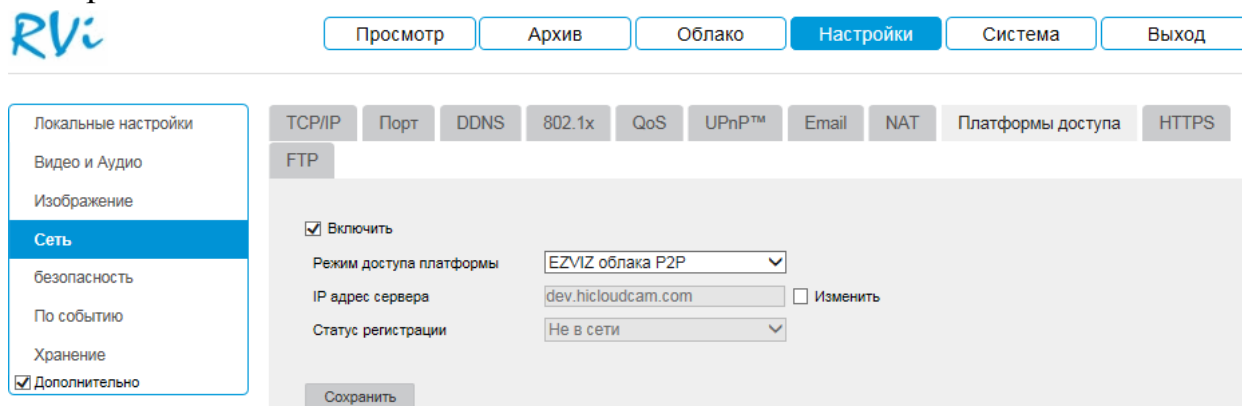 RVi
Просмотр Архив Облако Настройки Система Выход
Локальные настройки
Видео и Аудио
Изображение
Сеть
безопасность
По событию
Хранение
Дополнительно
TCP/IP Порт DDNS 802.1x QoS UPnP™ Email NAT Платформы доступа HTTPS
FTP
Включить
Режим доступа платформы EZVIZ облака P2P
IP адрес сервера dev.hicloudcam.com Изменить
Статус регистрации Не в сети
Сохранить